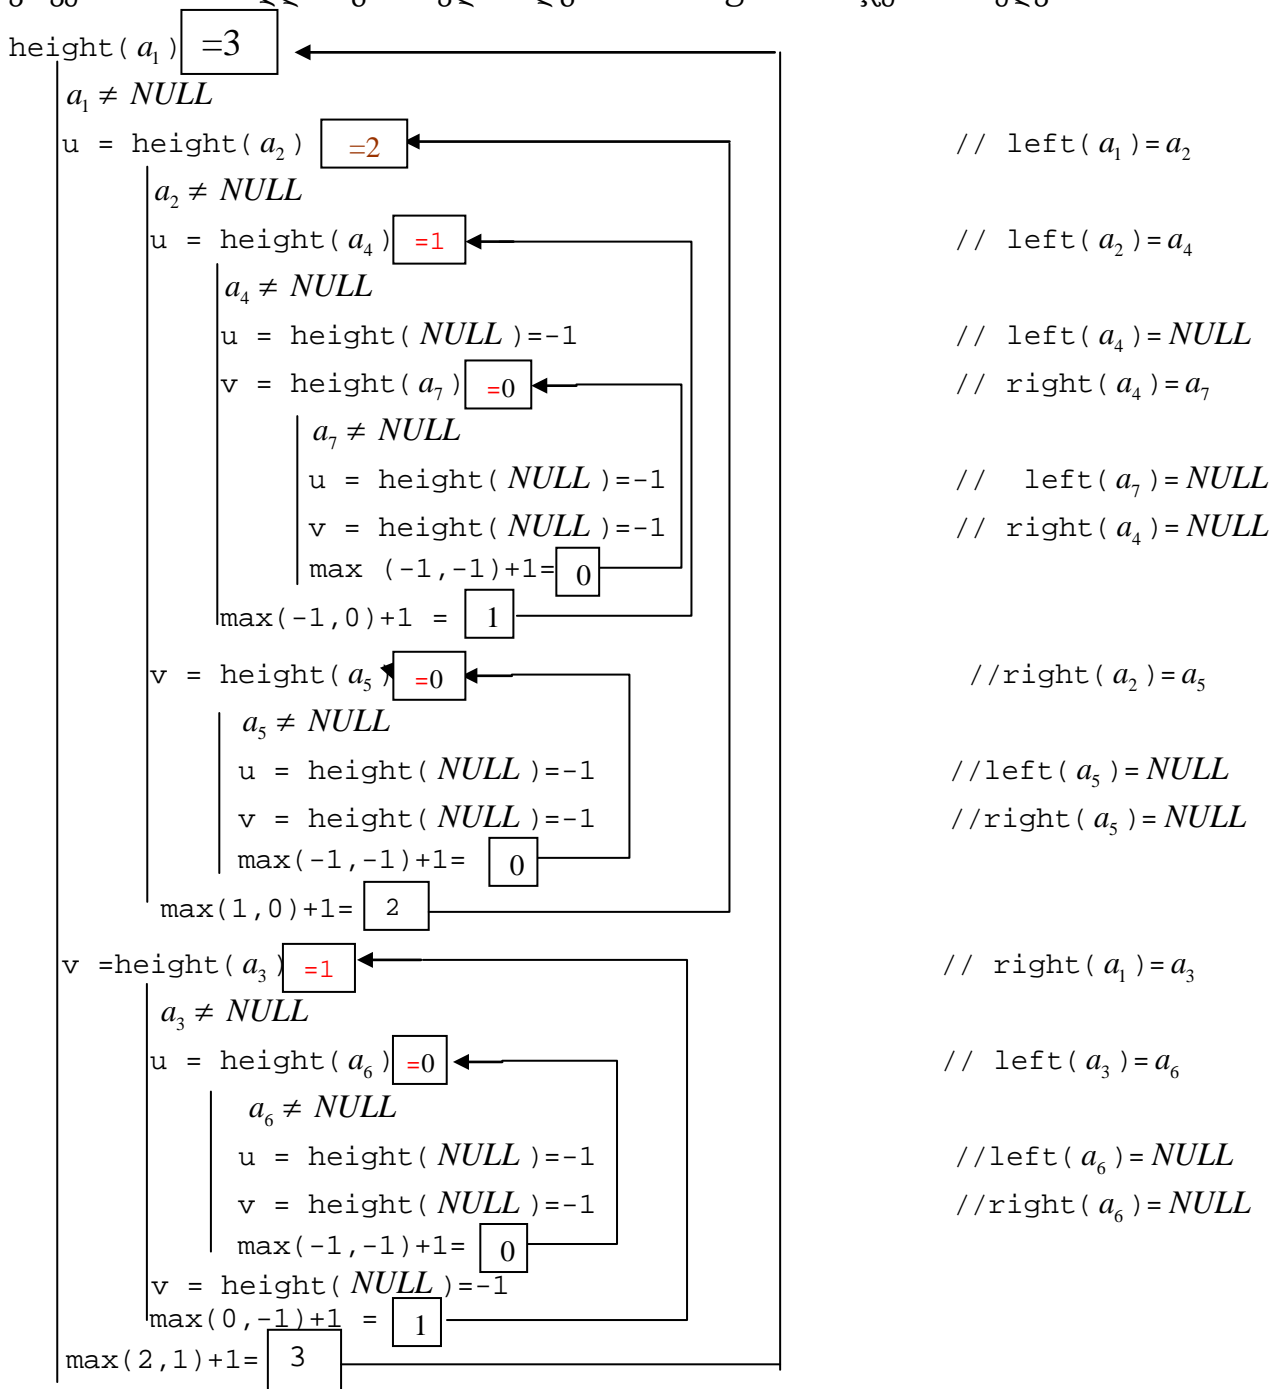 height( a₁ ) =3
a₁ ≠ NULL
u = height( a₂ ) =2 // left( a₁ )= a₂
a₂ ≠ NULL
u = height( a₄ ) =1 // left( a₂ )= a₄
a₄ ≠ NULL
u = height( NULL )=-1 // left( a₄ )= NULL
v = height( a₇ ) =0 // right( a₄ )= a₇
a₇ ≠ NULL
u = height( NULL )=-1 // left( a₇ )= NULL
v = height( NULL )=-1 // right( a₄ )= NULL
max (-1,-1)+1= 0
max(-1,0)+1 = 1
v = height( a₅ ) =0 //right( a₂ )= a₅
a₅ ≠ NULL
u = height( NULL )=-1 //left( a₅ )= NULL
v = height( NULL )=-1 //right( a₅ )= NULL
max(-1,-1)+1= 0
max(1,0)+1= 2
v =height( a₃ ) =1 // right( a₁ )= a₃
a₃ ≠ NULL
u = height( a₆ ) =0 // left( a₃ )= a₆
a₆ ≠ NULL
u = height( NULL )=-1 //left( a₆ )= NULL
v = height( NULL )=-1 //right( a₆ )= NULL
max(-1,-1)+1= 0
v = height( NULL )=-1
max(0,-1)+1 = 1
max(2,1)+1= 3